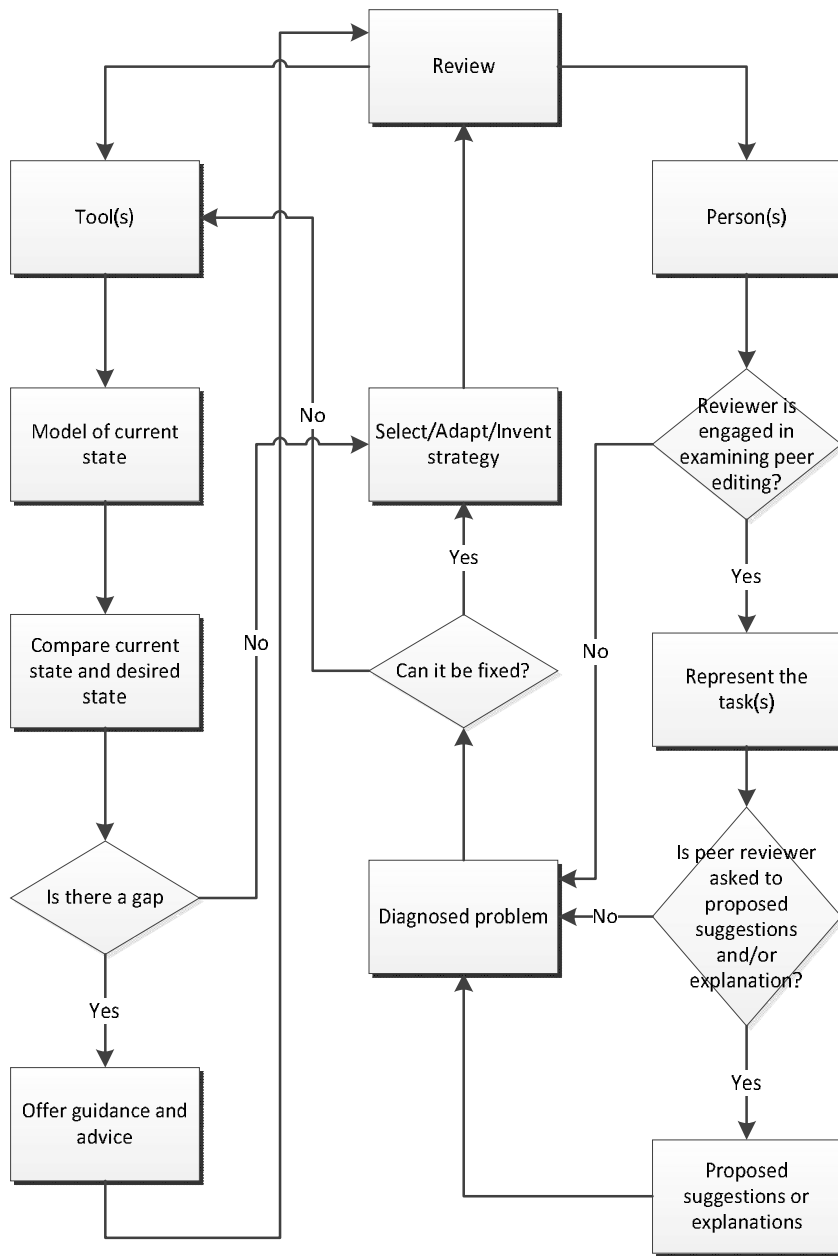 Review
Tool(s)
Person(s)
Model of current
state
No
Select/Adapt/Invent
strategy
Reviewer is
engaged in
examining peer
editing?
Yes
Yes
Compare current
state and desired
state
No
Can it be fixed?
No
Represent the
task(s)
Is there a gap
Diagnosed problem
No
Is peer reviewer
asked to
proposed
suggestions
and/or
explanation?
Yes
Yes
Offer guidance and
advice
Proposed
suggestions or
explanations